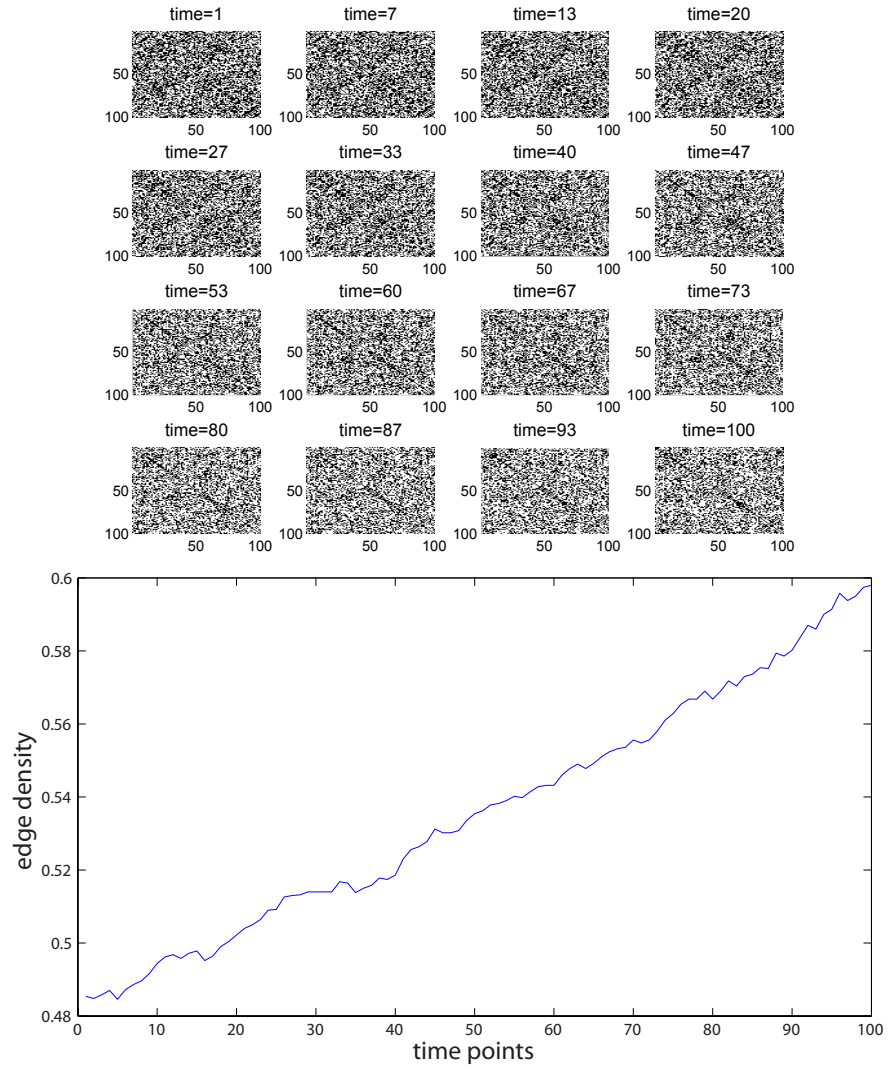 time=1 time=7 time=13 time=20
50 50 50 50
100 100 100 100
50 100 50 100 50 100 50 100
time=27 time=33 time=40 time=47
50 50 50 50
100 100 100 100
50 100 50 100 50 100 50 100
time=53 time=60 time=67 time=73
50 50 50 50
100 100 100 100
50 100 50 100 50 100 50 100
time=80 time=87 time=93 time=100
50 50 50 50
100 100 100 100
50 100 50 100 50 100 50 100
0.6
0.58
0.56
0.54
0.52
0.5
0.48
edge density
0 10 20 30 40 50 60 70 80 90 100
time points